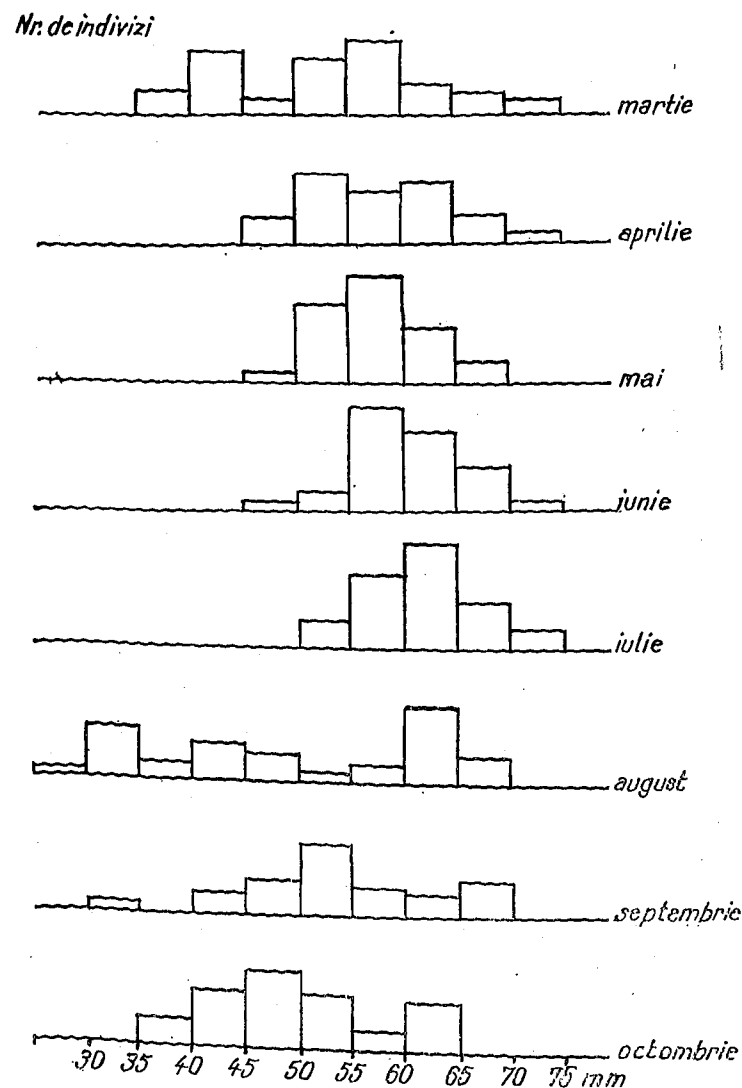 Nr. de indivizi
martie
aprilie
mai
iunie
iulie
august
septembrie
octombrie
30 35 40 45 50 55 60 65 70 75 mm